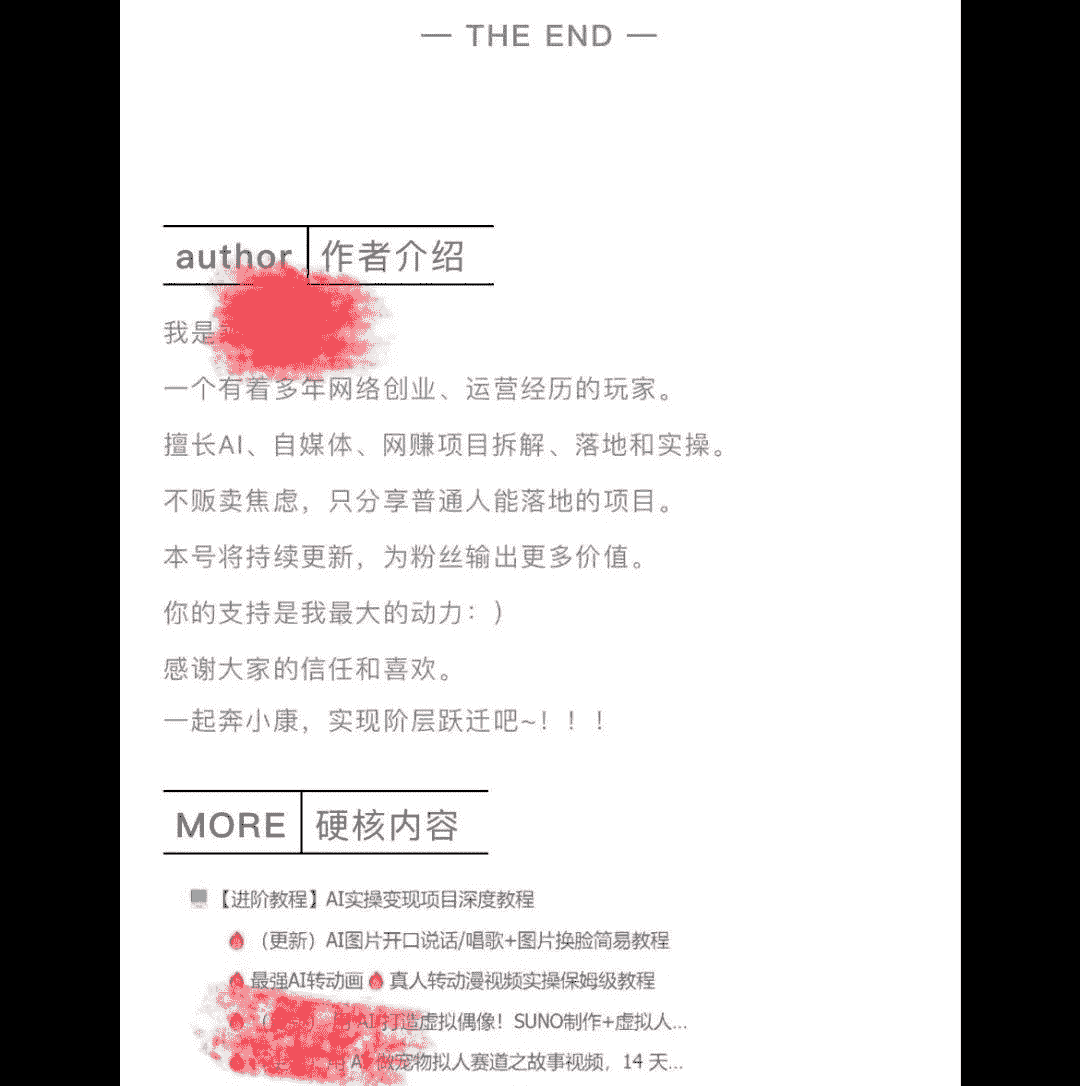 — THE END —
author 作者介绍
我是
一个有着多年网络创业、运营经历的玩家。
擅长AI、自媒体、网赚项目拆解、落地和实操。
不贩卖焦虑，只分享普通人能落地的项目。
本号将持续更新，为粉丝输出更多价值。
你的支持是我最大的动力：）
感谢大家的信任和喜欢。
一起奔小康，实现阶层跃迁吧~！！！
MORE 硬核内容
【进阶教程】AI实操变现项目深度教程
（更新）AI图片开口说话/唱歌+图片换脸简易教程
最强AI转动画 真人转动漫视频实操保姆级教程
用AI打造虚拟偶像！SUNO制作+虚拟人...
用 AI 做宠物拟人赛道之故事视频，14 天...